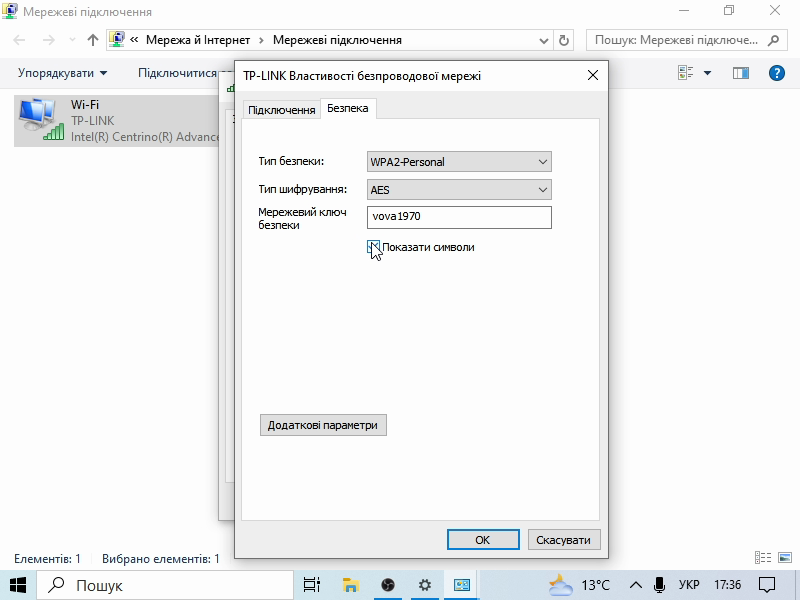 Мережеві підключення
« Мережа й Інтернет › Мережеві підключення
Пошук: Мережеві підключе...
Упорядкувати
Підключитися
Wi-Fi
TP-LINK
Intel(R) Centrino(R) Advance
TP-LINK Властивості безпроводової мережі
Підключення
Безпека
Тип безпеки:
WPA2-Personal
Тип шифрування:
AES
Мережевий ключ
безпеки
vova1970
Показати символи
Додаткові параметри
OK
Скасувати
Елементів: 1
Вибрано елементів: 1
Пошук
13°C
УКР
17:36